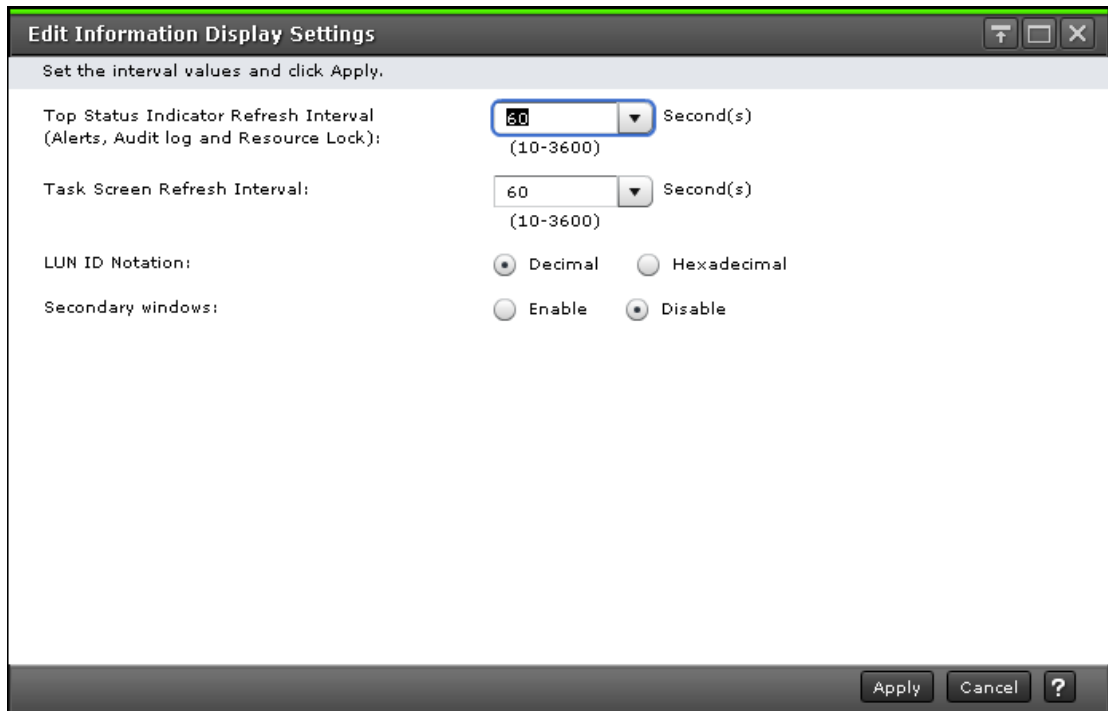 Edit Information Display Settings
Set the interval values and click Apply.
Top Status Indicator Refresh Interval
(Alerts, Audit log and Resource Lock):
60 Second(s)
(10-3600)
Task Screen Refresh Interval: 60 Second(s)
(10-3600)
LUN ID Notation: Decimal Hexadecimal
Secondary windows: Enable Disable
Apply Cancel ?